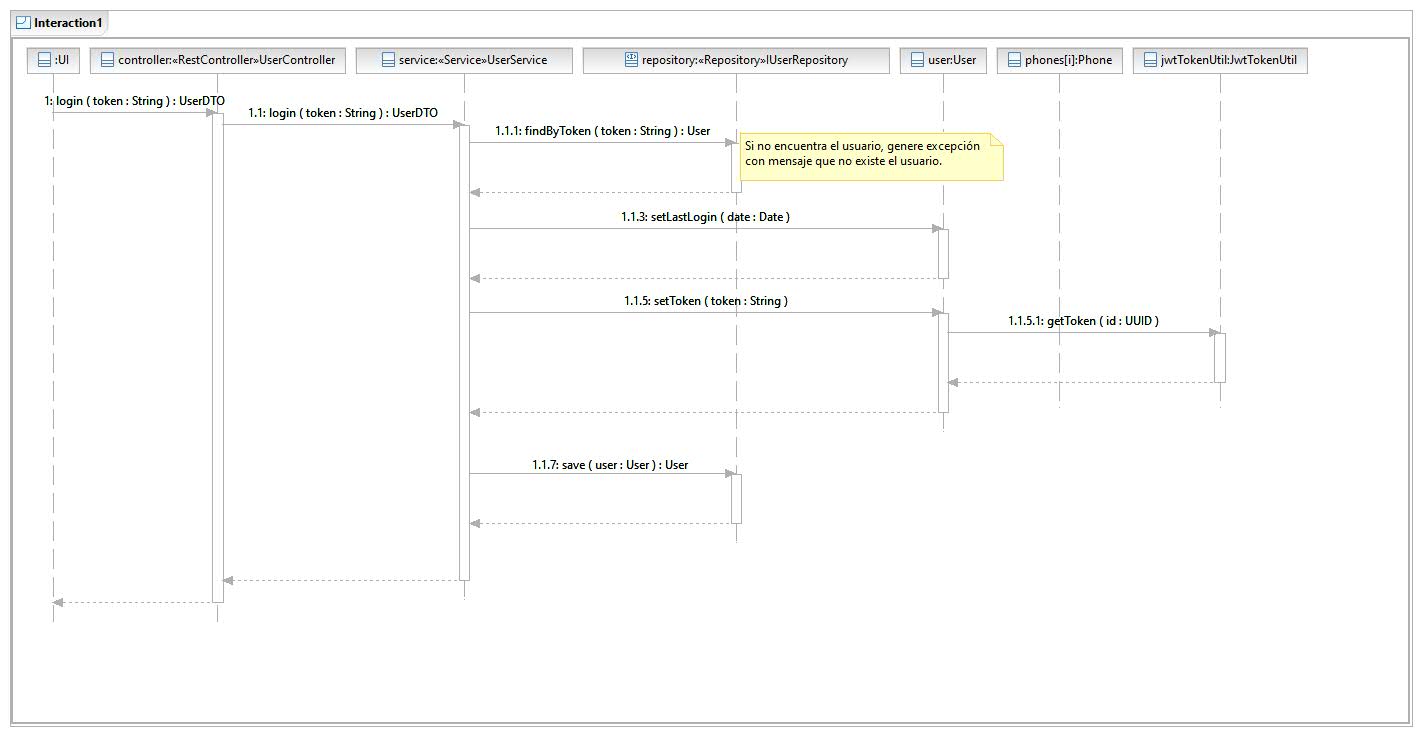 Interaction1
:UI
controller:«RestController»UserController
service:«Service»UserService
repository:«Repository»IUserRepository
user:User
phones[i]:Phone
jwtTokenUtil:JwtTokenUtil
1: login ( token : String ) : UserDTO
1.1: login ( token : String ) : UserDTO
1.1.1: findByToken ( token : String ) : User
Si no encuentra el usuario, genere excepción
con mensaje que no existe el usuario.
1.1.3: setLastLogin ( date : Date )
1.1.5: setToken ( token : String )
1.1.5.1: getToken ( id : UUID )
1.1.7: save ( user : User ) : User